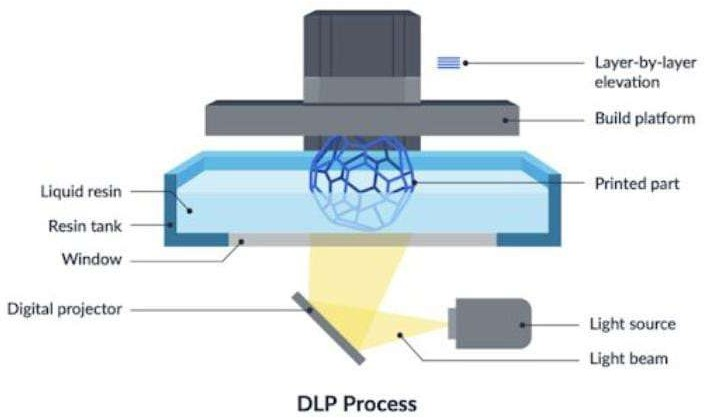 Layer-by-layer
elevation
Build platform
Printed part
Liquid resin
Resin tank
Window
Digital projector
Light source
Light beam
DLP Process